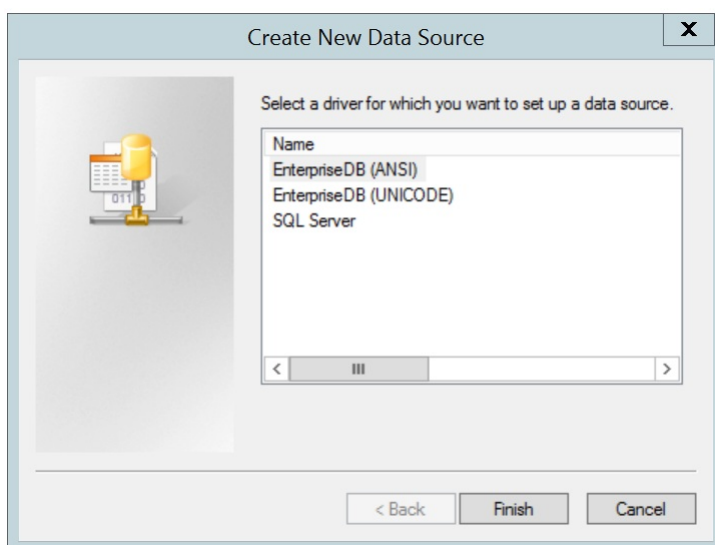 Create New Data Source
X
Select a driver for which you want to set up a data source.
Name
EnterpriseDB (ANSI)
EnterpriseDB (UNICODE)
SQL Server
< Back
Finish
Cancel